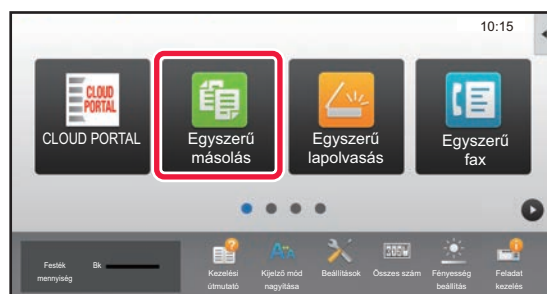 10:15
CLOUD
PORTAL
CLOUD PORTAL
Egyszerű
másolás
Egyszerű
lapolvasás
Egyszerű
fax
Festék
mennyiség
Bk
Kezelési
útmutató
Kijelző mód
nagyítása
Beállítások
Összes szám
Fényesség
beállítás
Feladat
kezelés